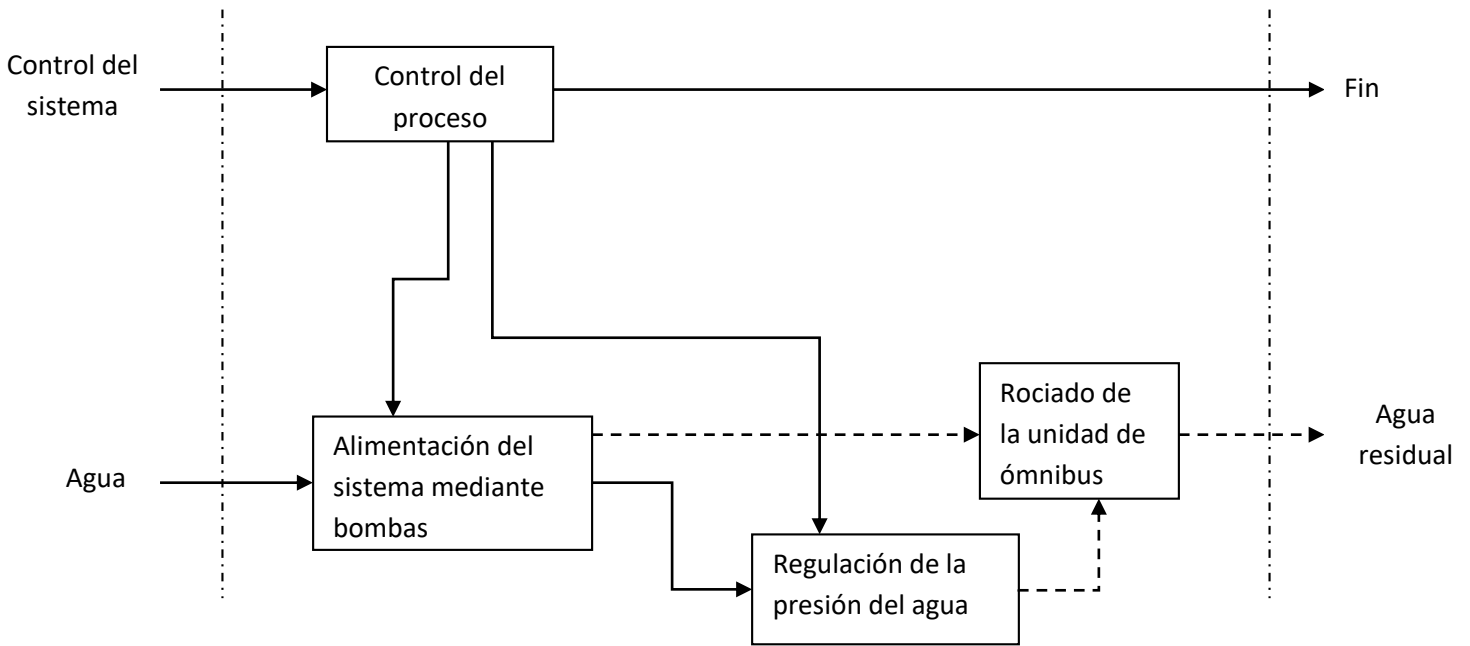 Control del
sistema
Control del
proceso
Fin
Rociado de
la unidad de
ómnibus
Agua
residual
Agua
Alimentación del
sistema mediante
bombas
Regulación de la
presión del agua